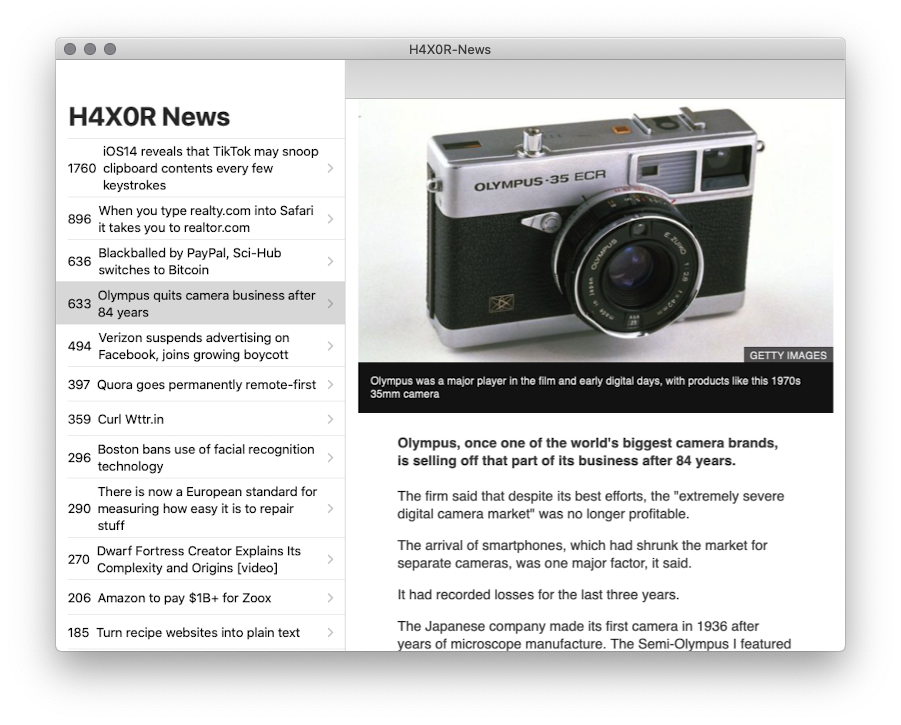 H4X0R-News
H4X0R News
1760 iOS14 reveals that TikTok may snoop
clipboard contents every few
keystrokes
896 When you type realty.com into Safari
it takes you to realtor.com
636 Blackballed by PayPal, Sci-Hub
switches to Bitcoin
633 Olympus quits camera business after
84 years
494 Verizon suspends advertising on
Facebook, joins growing boycott
397 Quora goes permanently remote-first
359 Curl Wttr.in
296 Boston bans use of facial recognition
technology
290 There is now a European standard for
measuring how easy it is to repair
stuff
270 Dwarf Fortress Creator Explains Its
Complexity and Origins [video]
206 Amazon to pay $1B+ for Zoox
185 Turn recipe websites into plain text
OLYMPUS-35 ECR
OLYMPUS
E.ZUIKO
GETTY IMAGES
Olympus was a major player in the film and early digital days, with products like this 1970s
35mm camera
Olympus, once one of the world's biggest camera brands,
is selling off that part of its business after 84 years.
The firm said that despite its best efforts, the "extremely severe
digital camera market" was no longer profitable.
The arrival of smartphones, which had shrunk the market for
separate cameras, was one major factor, it said.
It had recorded losses for the last three years.
The Japanese company made its first camera in 1936 after
years of microscope manufacture. The Semi-Olympus I featured